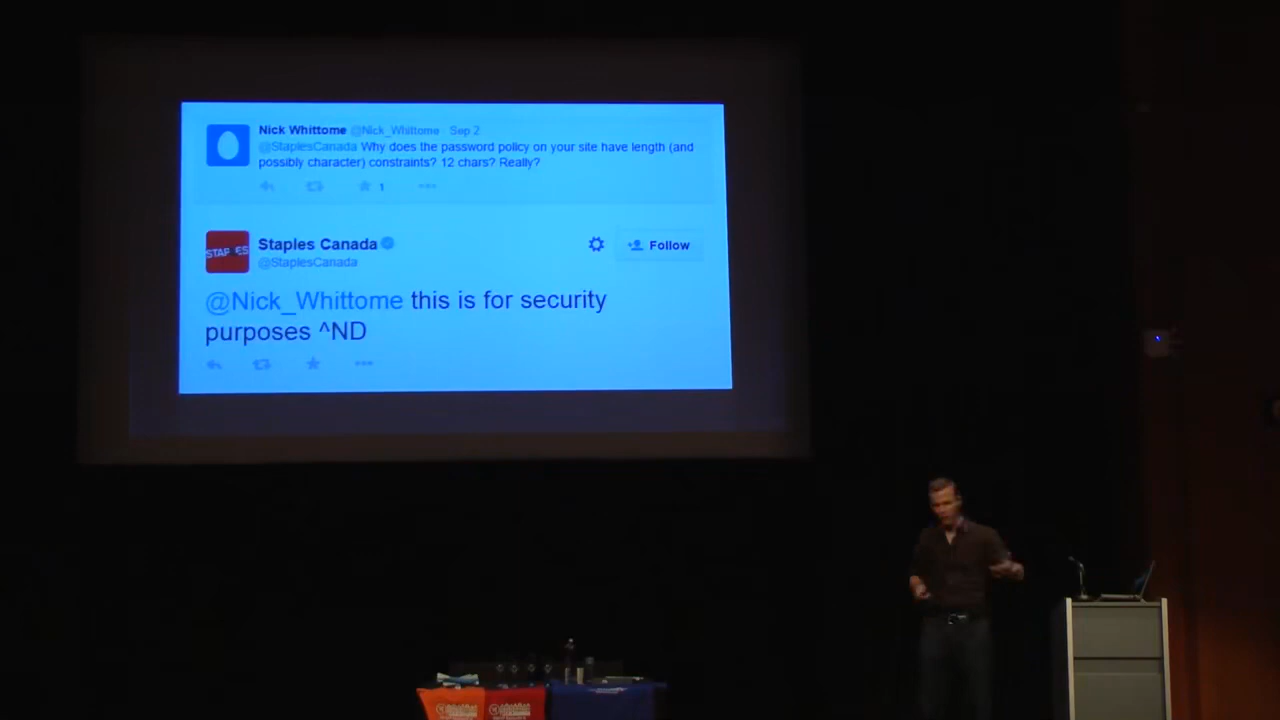 Nick Whittome @Nick_Whittome · Sep 2
@StaplesCanada Why does the password policy on your site have length (and
possibly character) constraints? 12 chars? Really?
1
STAPLES
Staples Canada
@StaplesCanada
Follow
@Nick_Whittome this is for security
purposes ^ND